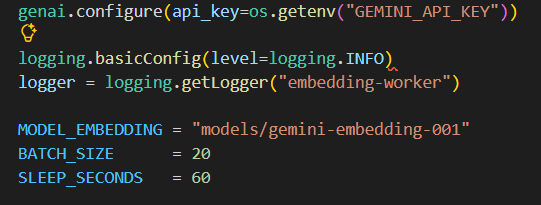 genai.configure(api_key=os.getenv("GEMINI_API_KEY"))
logging.basicConfig(level=logging.INFO)
logger = logging.getLogger("embedding-worker")
MODEL_EMBEDDING = "models/gemini-embedding-001"
BATCH_SIZE      = 20
SLEEP_SECONDS   = 60